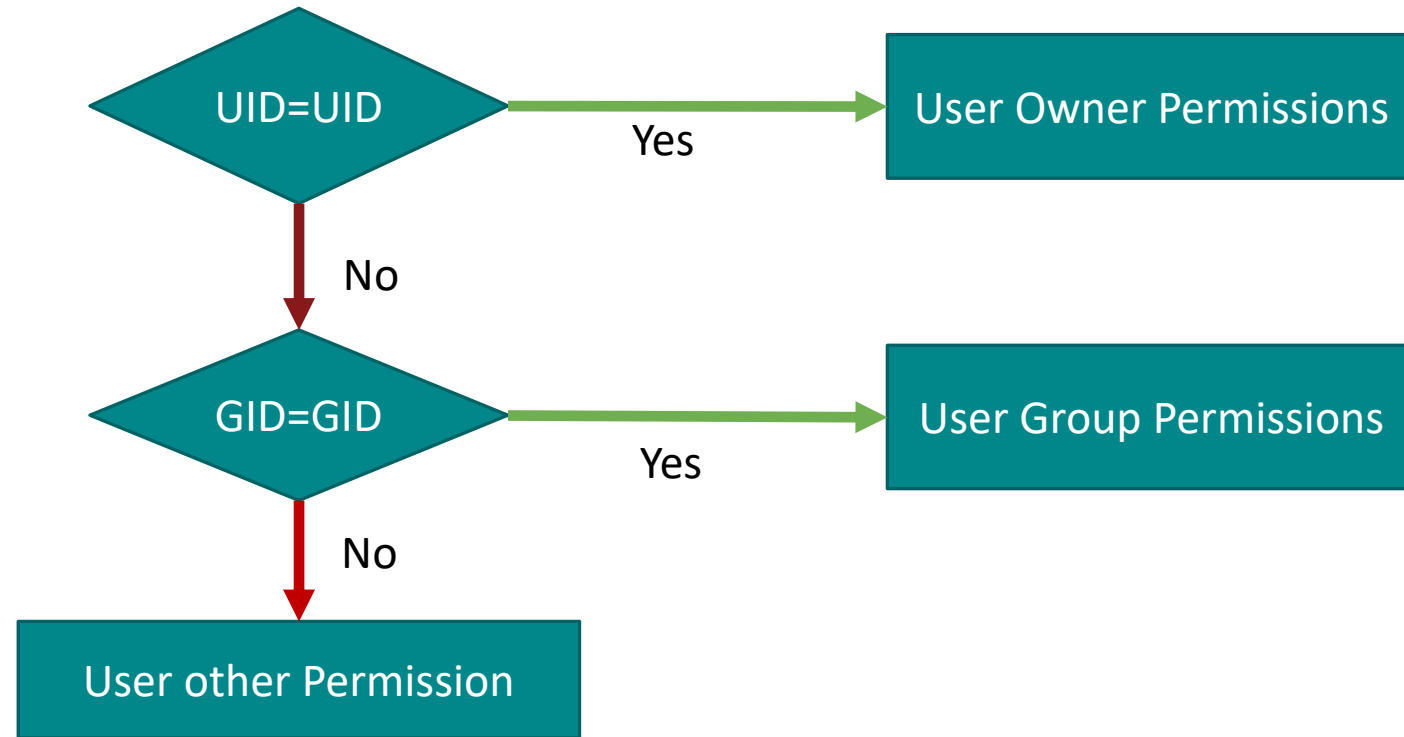 UID=UID
Yes
User Owner Permissions
No
GID=GID
Yes
User Group Permissions
No
User other Permission